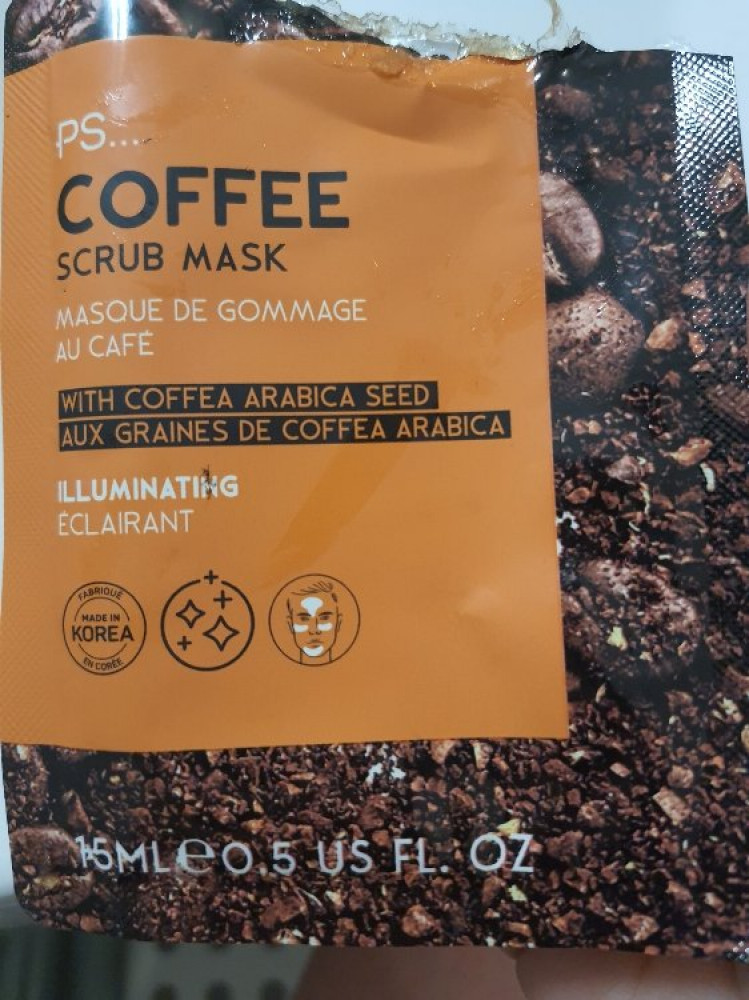 PS....
COFFEE
SCRUB MASK
MASQUE DE GOMMAGE
AU CAFÉ
WITH COFFEA ARABICA SEED
AUX GRAINES DE COFFEA ARABICA
ILLUMINATING
ÉCLAIRANT
FABRIQUÉ
MADE IN
KOREA
EN CORÉE
15ML℮0.5 US FL. OZ